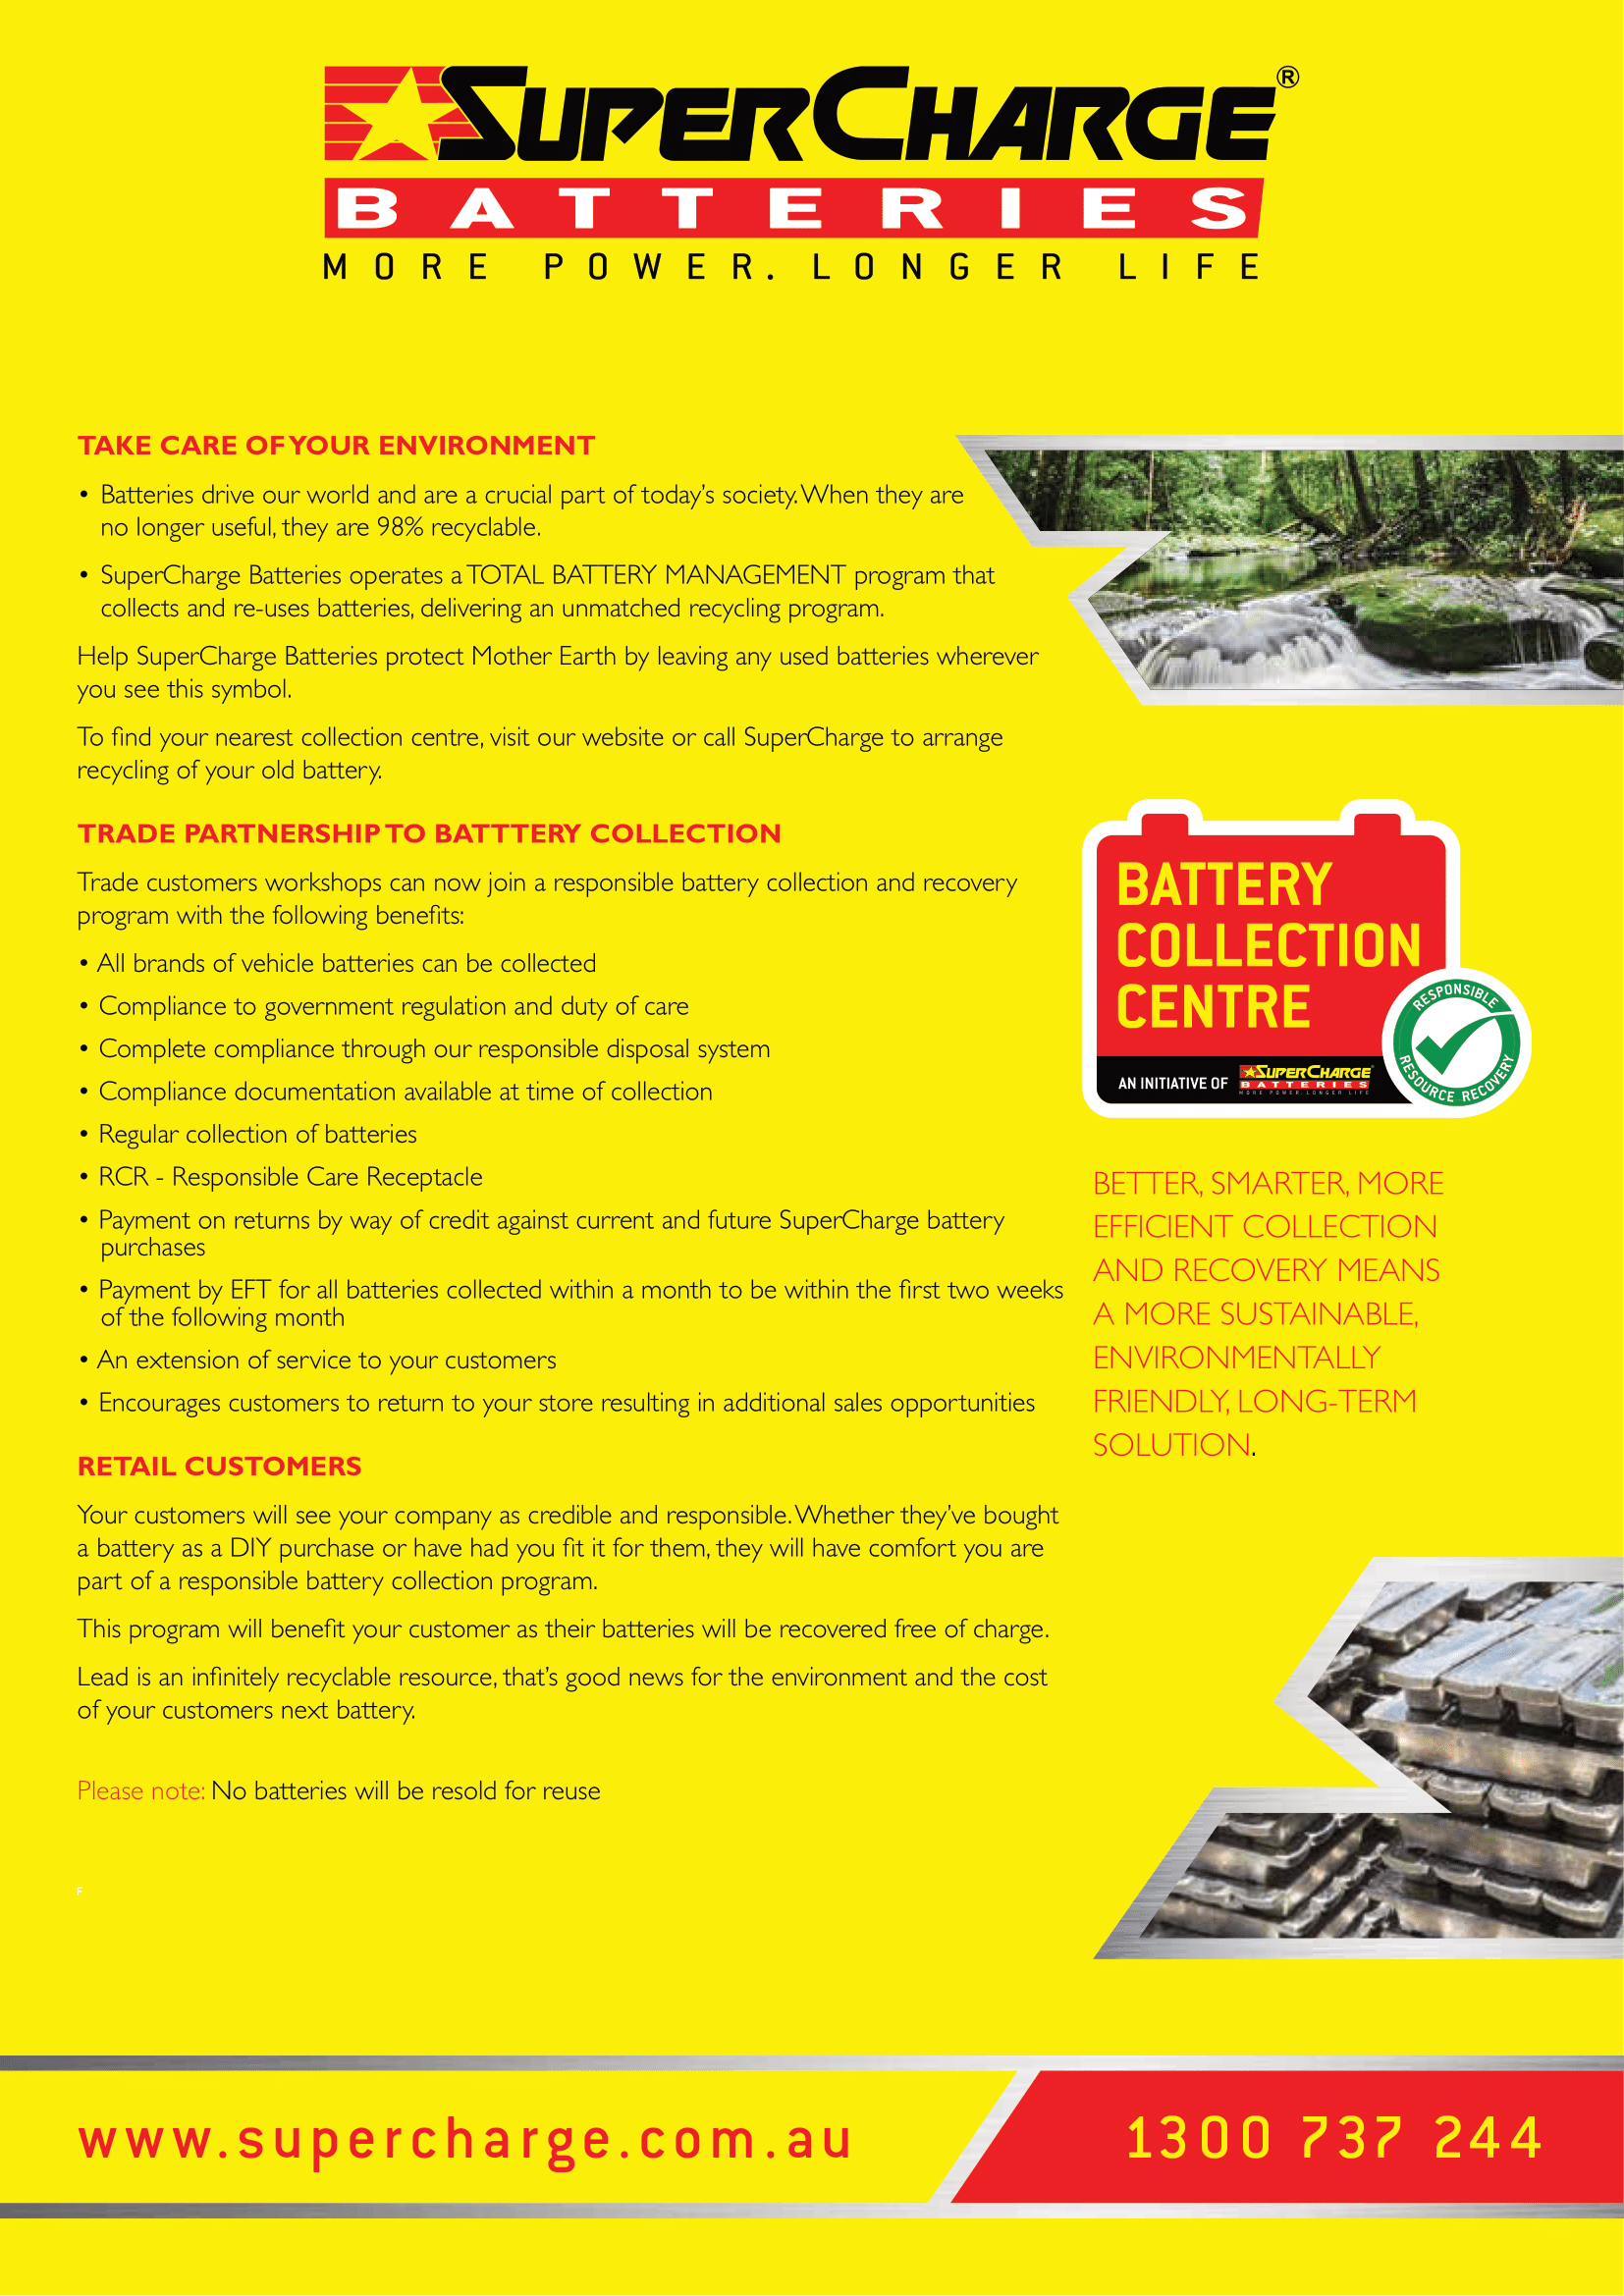 SUPERCHARGE®
BATTERIES
MORE POWER. LONGER LIFE
TAKE CARE OF YOUR ENVIRONMENT
• Batteries drive our world and are a crucial part of today's society. When they are
no longer useful, they are 98% recyclable.
• SuperCharge Batteries operates a TOTAL BATTERY MANAGEMENT program that
collects and re-uses batteries, delivering an unmatched recycling program.
Help SuperCharge Batteries protect Mother Earth by leaving any used batteries wherever
you see this symbol.
To find your nearest collection centre, visit our website or call SuperCharge to arrange
recycling of your old battery.
TRADE PARTNERSHIP TO BATTTERY COLLECTION
Trade customers workshops can now join a responsible battery collection and recovery
program with the following benefits:
• All brands of vehicle batteries can be collected
• Compliance to government regulation and duty of care
• Complete compliance through our responsible disposal system
• Compliance documentation available at time of collection
• Regular collection of batteries
• RCR - Responsible Care Receptacle
• Payment on returns by way of credit against current and future SuperCharge battery
purchases
• Payment by EFT for all batteries collected within a month to be within the first two weeks
of the following month
• An extension of service to your customers
• Encourages customers to return to your store resulting in additional sales opportunities
RETAIL CUSTOMERS
Your customers will see your company as credible and responsible. Whether they've bought
a battery as a DIY purchase or have had you fit it for them, they will have comfort you are
part of a responsible battery collection program.
This program will benefit your customer as their batteries will be recovered free of charge.
Lead is an infinitely recyclable resource, that's good news for the environment and the cost
of your customers next battery.
Please note: No batteries will be resold for reuse
F
BATTERY
COLLECTION
CENTRE
AN INITIATIVE OF SUPERCHARGE
BATTERIES
MORE POWER. LONGER LIFE
RESPONSIBLE
RESOURCE RECOVERY
BETTER, SMARTER, MORE
EFFICIENT COLLECTION
AND RECOVERY MEANS
A MORE SUSTAINABLE,
ENVIRONMENTALLY
FRIENDLY, LONG-TERM
SOLUTION.
www.supercharge.com.au
1300 737 244